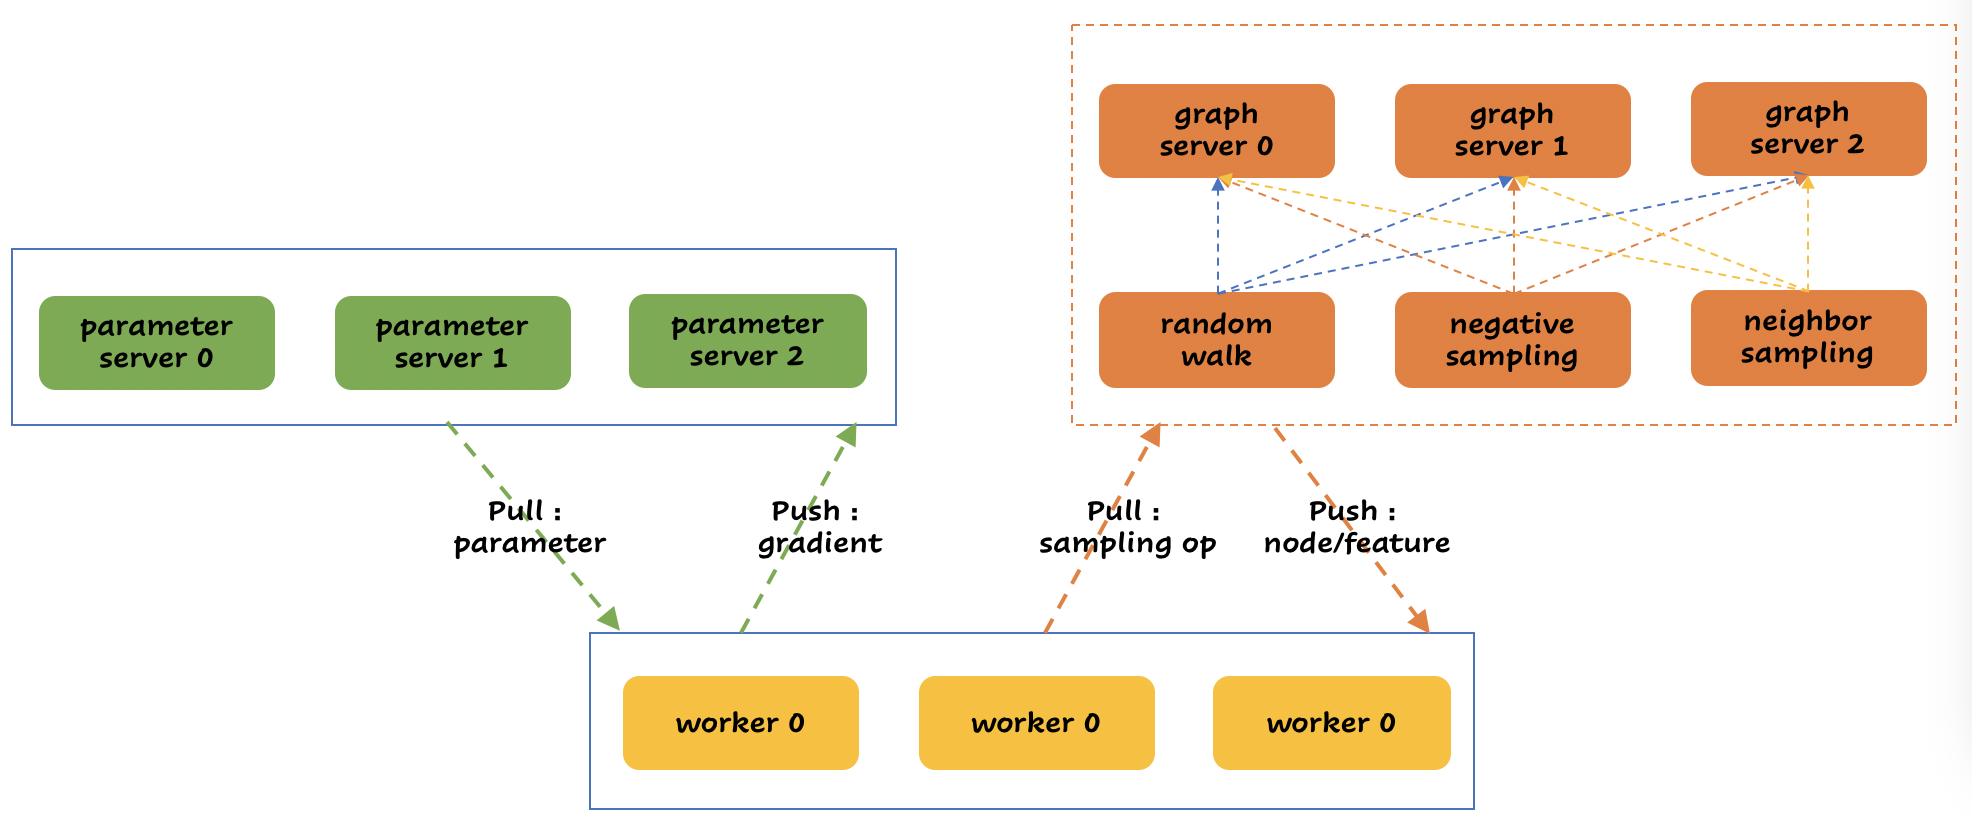 graph
server 0
graph
server 1
graph
server 2
parameter
server 0
parameter
server 1
parameter
server 2
random
walk
negative
sampling
neighbor
sampling
Pull :
parameter
Push :
gradient
Pull :
sampling op
Push :
node/feature
worker 0
worker 0
worker 0